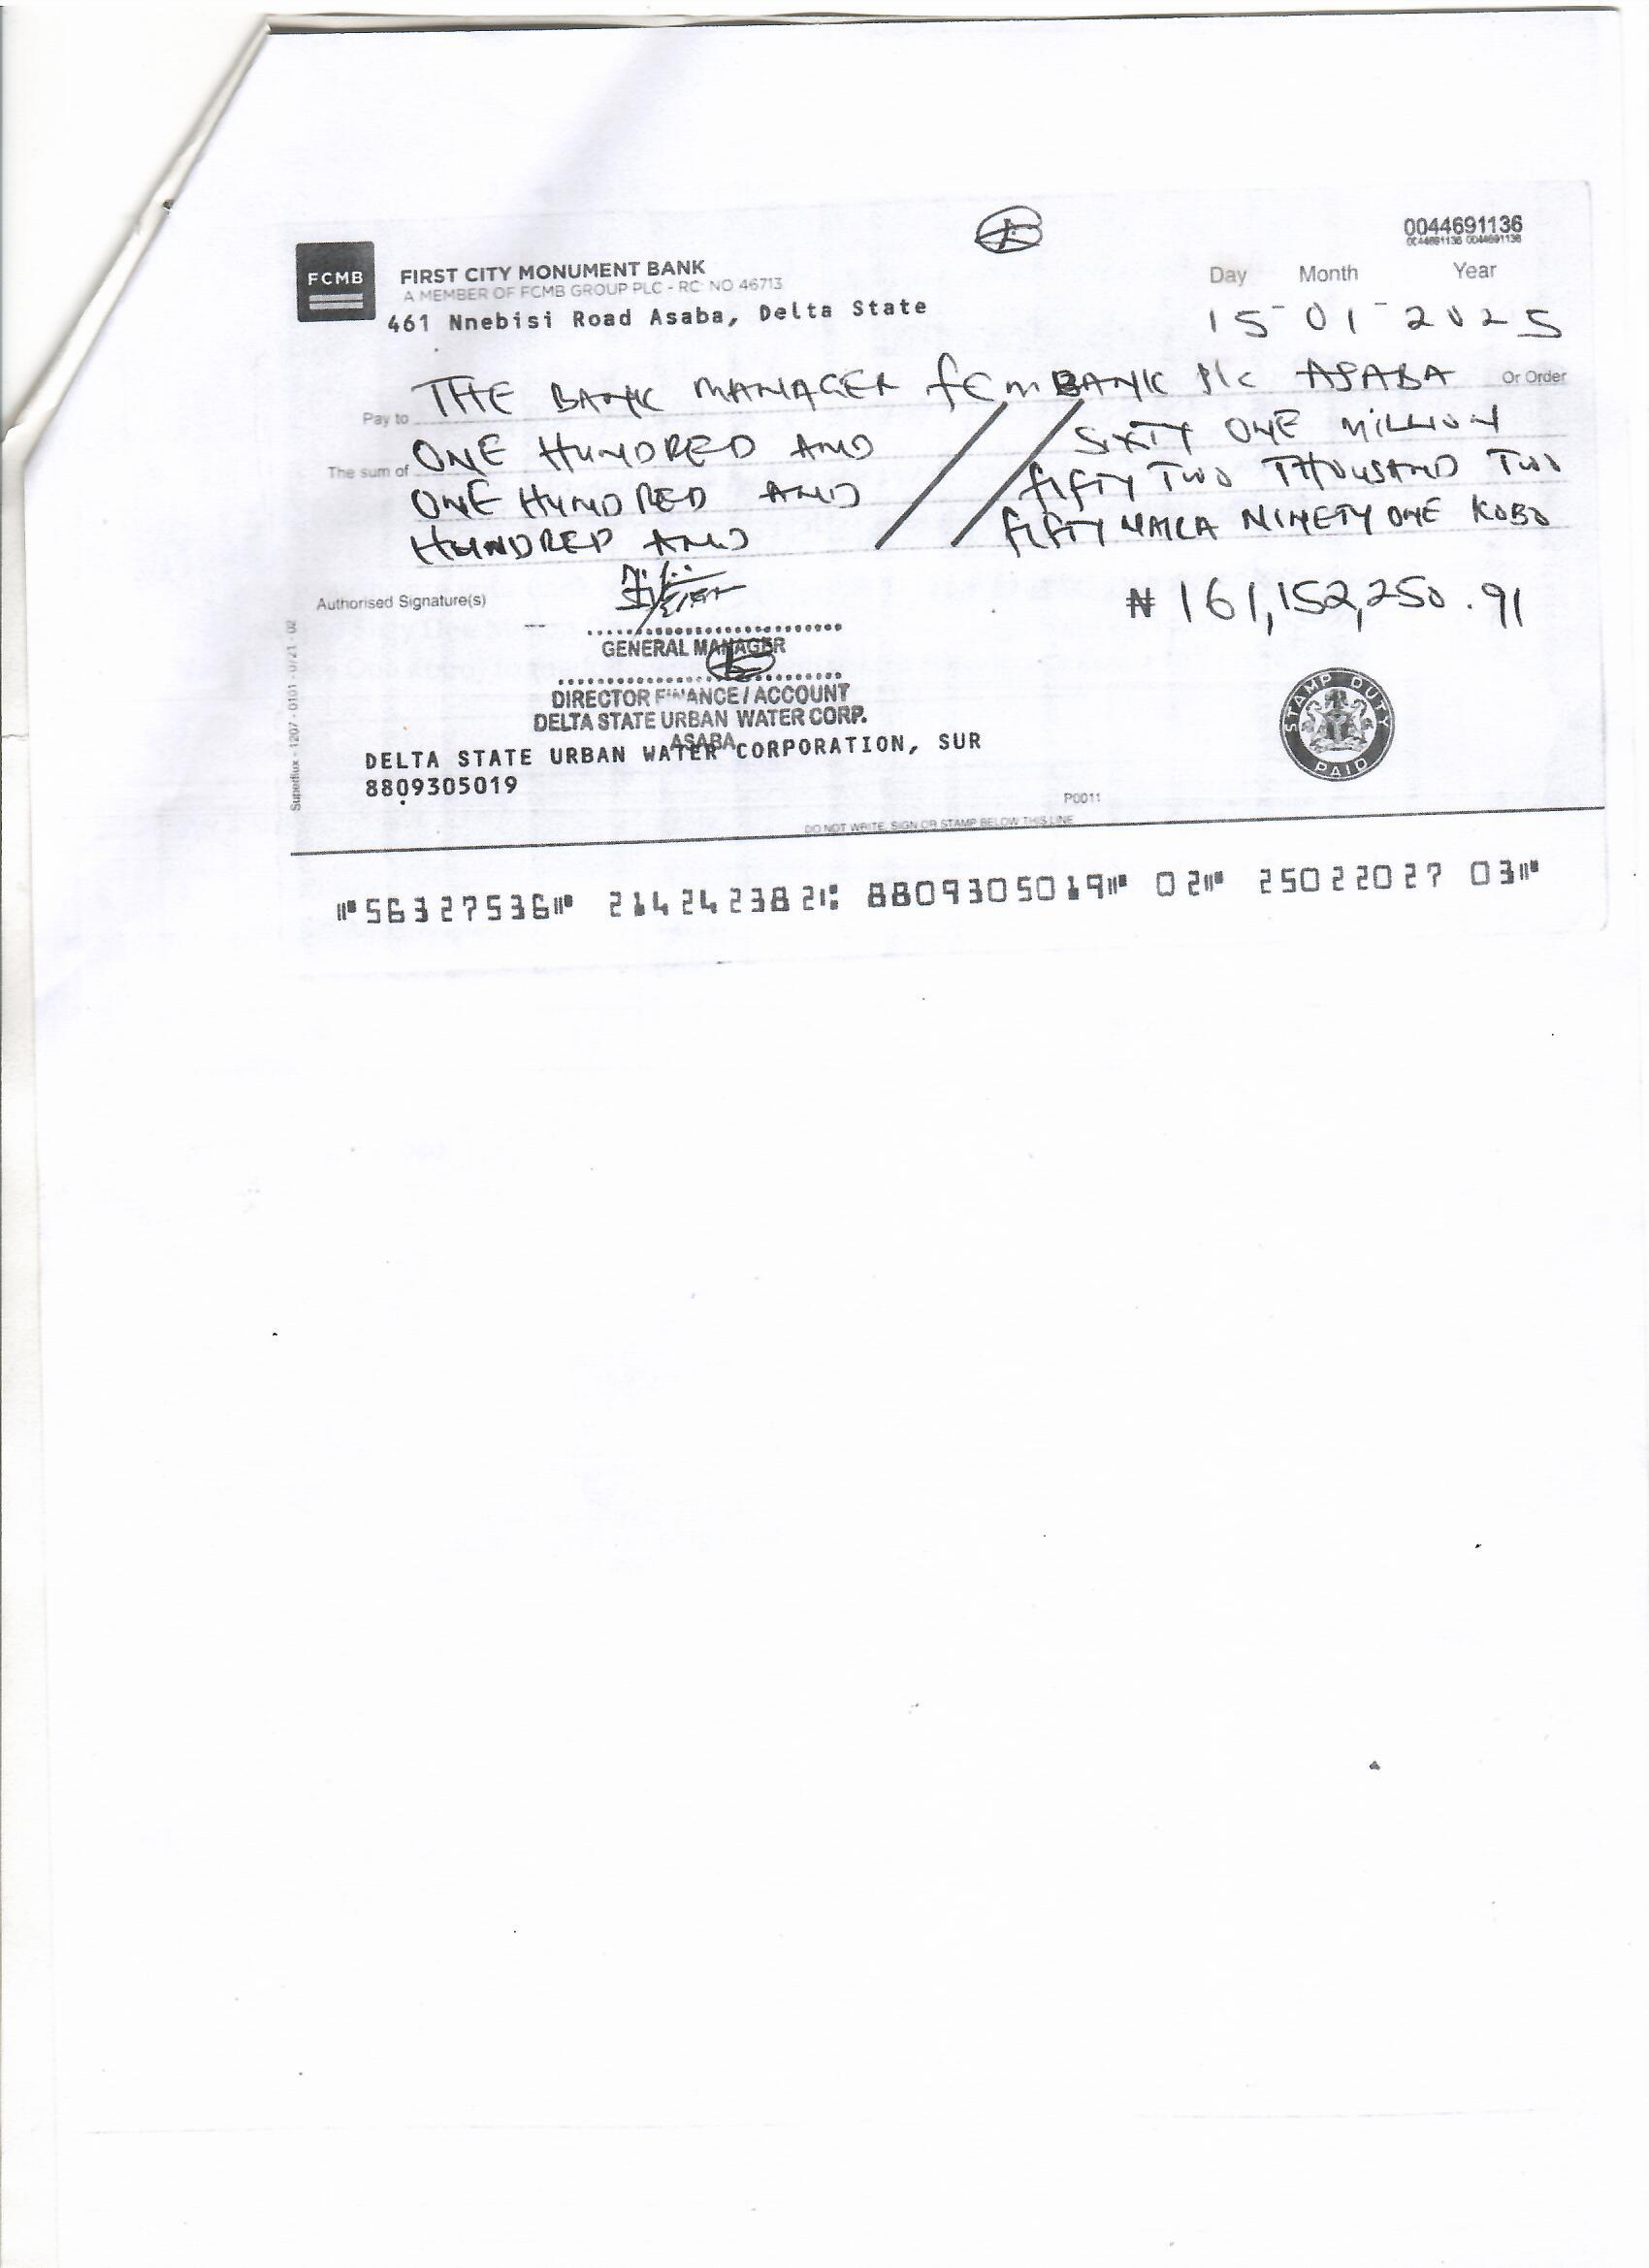 0044691136
0044691136 0044691136
FCMB
FIRST CITY MONUMENT BANK
A MEMBER OF FCMB GROUP PLC - RC NO 46713
461 Nnebisi Road Asaba, Delta State
Day Month Year
15-01-2025
Pay to THE BANK MANAGER FCMBANK Plc ASABA Or Order
The sum of ONE HUNDRED AND // SIXTY ONE MILLION
ONE HUNDRED AND // FIFTY TWO THOUSAND TWO
HUNDRED AND // FIFTY NAIRA NINETY ONE KOBO
Authorised Signature(s)
₦161,152,250.91
GENERAL MANAGER
DIRECTOR FINANCE / ACCOUNT
DELTA STATE URBAN WATER CORP.
ASABA
DELTA STATE URBAN WATER CORPORATION, SUR
8809305019
STAMP DUTY
PAID
P0011
DO NOT WRITE, SIGN OR STAMP BELOW THIS LINE
⑈56327536⑈ 214242382⑆ 8809305019⑈ 02⑈ 25022027 03⑈